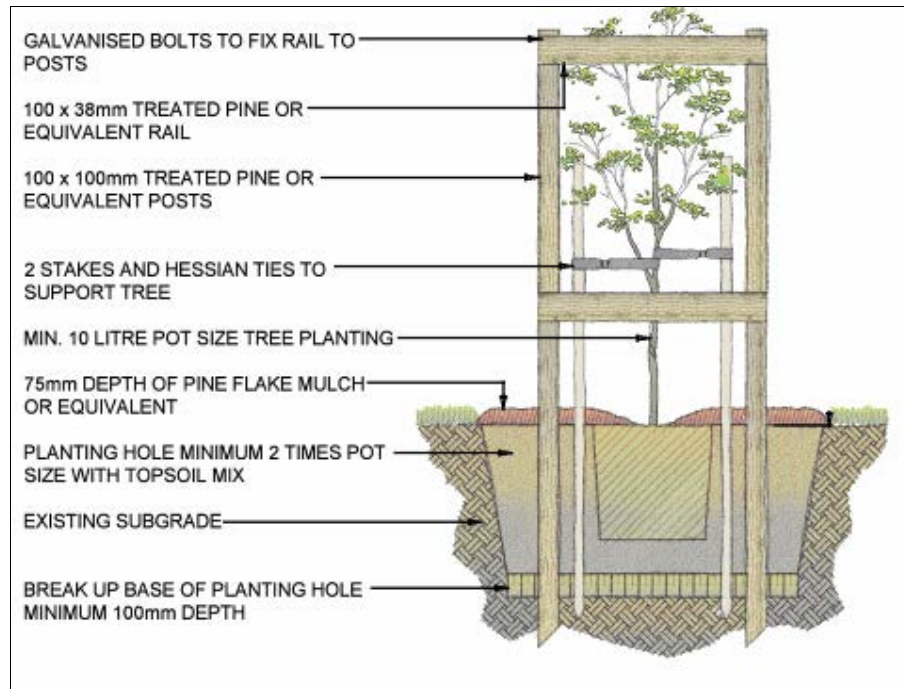 GALVANISED BOLTS TO FIX RAIL TO
POSTS
100 x 38mm TREATED PINE OR
EQUIVALENT RAIL
100 x 100mm TREATED PINE OR
EQUIVALENT POSTS
2 STAKES AND HESSIAN TIES TO
SUPPORT TREE
MIN. 10 LITRE POT SIZE TREE PLANTING
75mm DEPTH OF PINE FLAKE MULCH
OR EQUIVALENT
PLANTING HOLE MINIMUM 2 TIMES POT
SIZE WITH TOPSOIL MIX
EXISTING SUBGRADE
BREAK UP BASE OF PLANTING HOLE
MINIMUM 100mm DEPTH